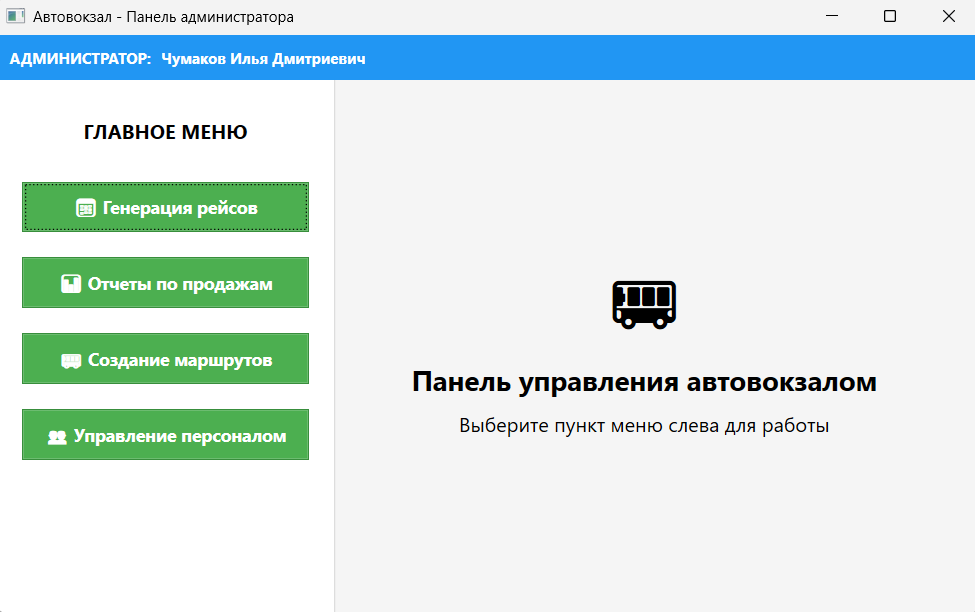 Автовокзал - Панель администратора
АДМИНИСТРАТОР: Чумаков Илья Дмитриевич
ГЛАВНОЕ МЕНЮ
Генерация рейсов
Отчеты по продажам
Создание маршрутов
Управление персоналом
Панель управления автовокзалом
Выберите пункт меню слева для работы